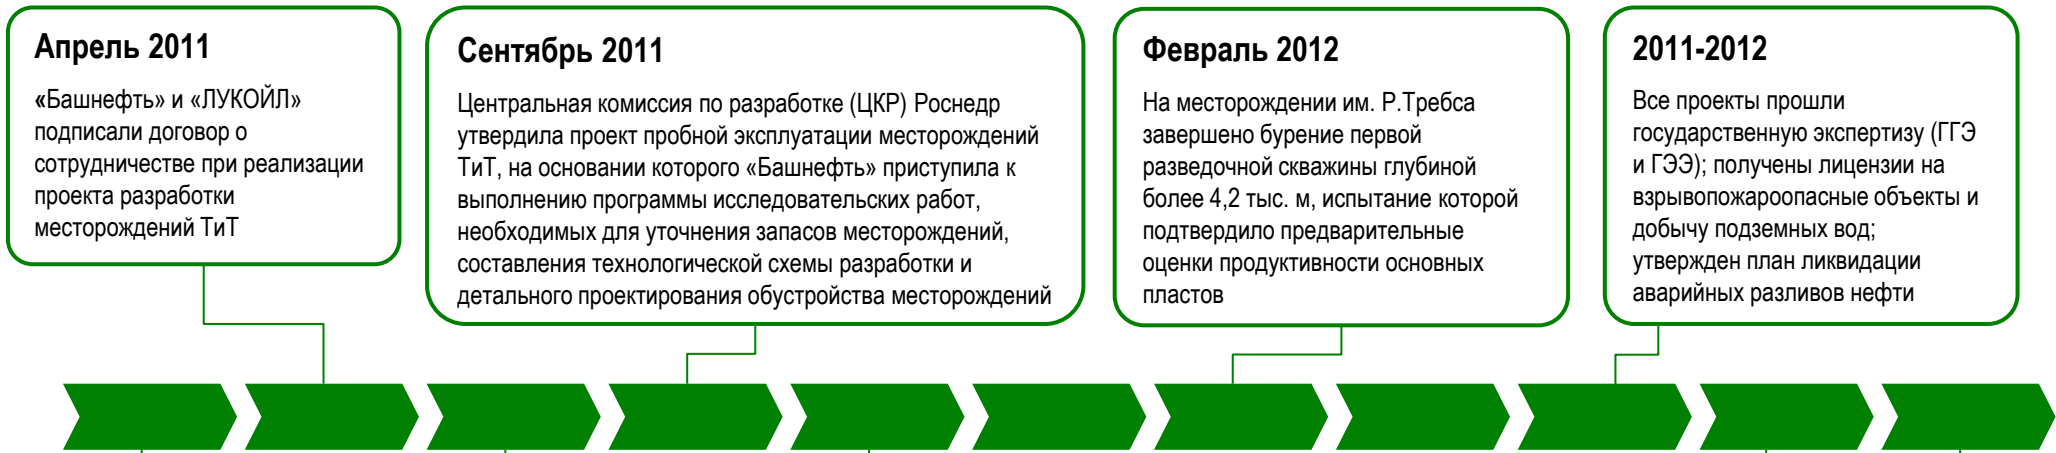 Апрель 2011
«Башнефть» и «ЛУКОЙЛ»
подписали договор о
сотрудничестве при реализации
проекта разработки
месторождений ТиТ
Сентябрь 2011
Центральная комиссия по разработке (ЦКР) Роснедр
утвердила проект пробной эксплуатации месторождений
ТиТ, на основании которого «Башнефть» приступила к
выполнению программы исследовательских работ,
необходимых для уточнения запасов месторождений,
составления технологической схемы разработки и
детального проектирования обустройства месторождений
Февраль 2012
На месторождении им. Р.Требса
завершено бурение первой
разведочной скважины глубиной
более 4,2 тыс. м, испытание которой
подтвердило предварительные
оценки продуктивности основных
пластов
2011-2012
Все проекты прошли
государственную экспертизу (ГГЭ
и ГЭЭ); получены лицензии на
взрывопожароопасные объекты и
добычу подземных вод;
утвержден план ликвидации
аварийных разливов нефти